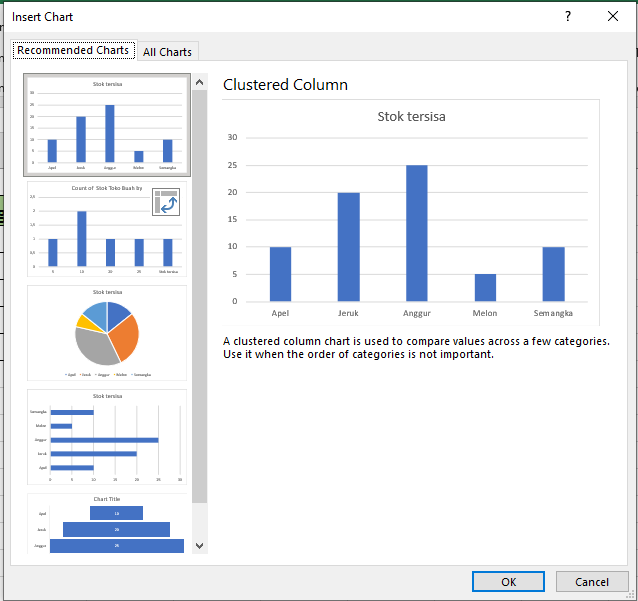 Insert Chart
?
Recommended Charts
All Charts
Stok tersisa
30
25
20
15
10
5
0
Apel Jeruk Anggur Melon Semangka
Count of Stok Toko Buah by
2,5
2
1,5
1
0,5
0
5 10 20 25 Stok tersisa
Stok tersisa
Apel Jeruk Anggur Melon Semangka
Stok tersisa
Semangka
Melon
Anggur
Jeruk
Apel
0 5 10 15 20 25 30
Chart Title
Apel 10
Jeruk 20
Anggur 25
Clustered Column
Stok tersisa
30
25
20
15
10
5
0
Apel Jeruk Anggur Melon Semangka
A clustered column chart is used to compare values across a few categories.
Use it when the order of categories is not important.
OK Cancel